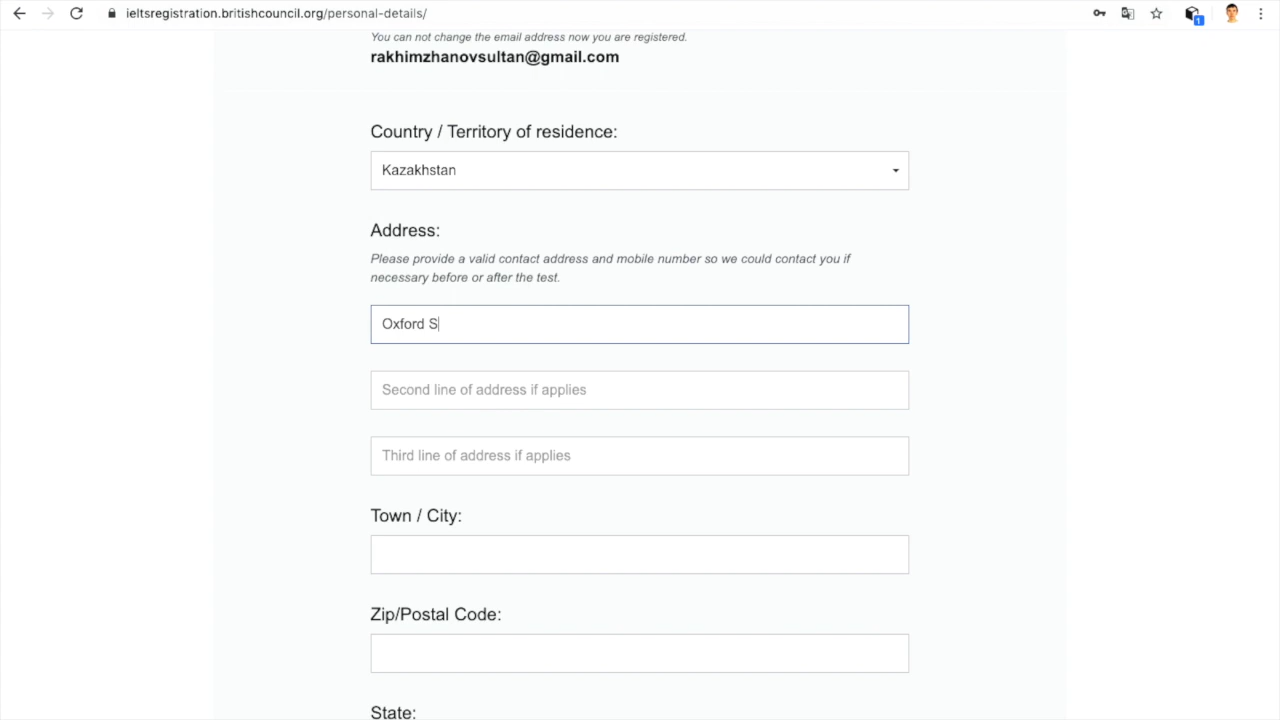 ieltsregistration.britishcouncil.org/personal-details/
1
You can not change the email address now you are registered.
rakhimzhanovsultan@gmail.com
Country / Territory of residence:
Kazakhstan
Address:
Please provide a valid contact address and mobile number so we could contact you if
necessary before or after the test.
Oxford S
Second line of address if applies
Third line of address if applies
Town / City:
Zip/Postal Code:
State: